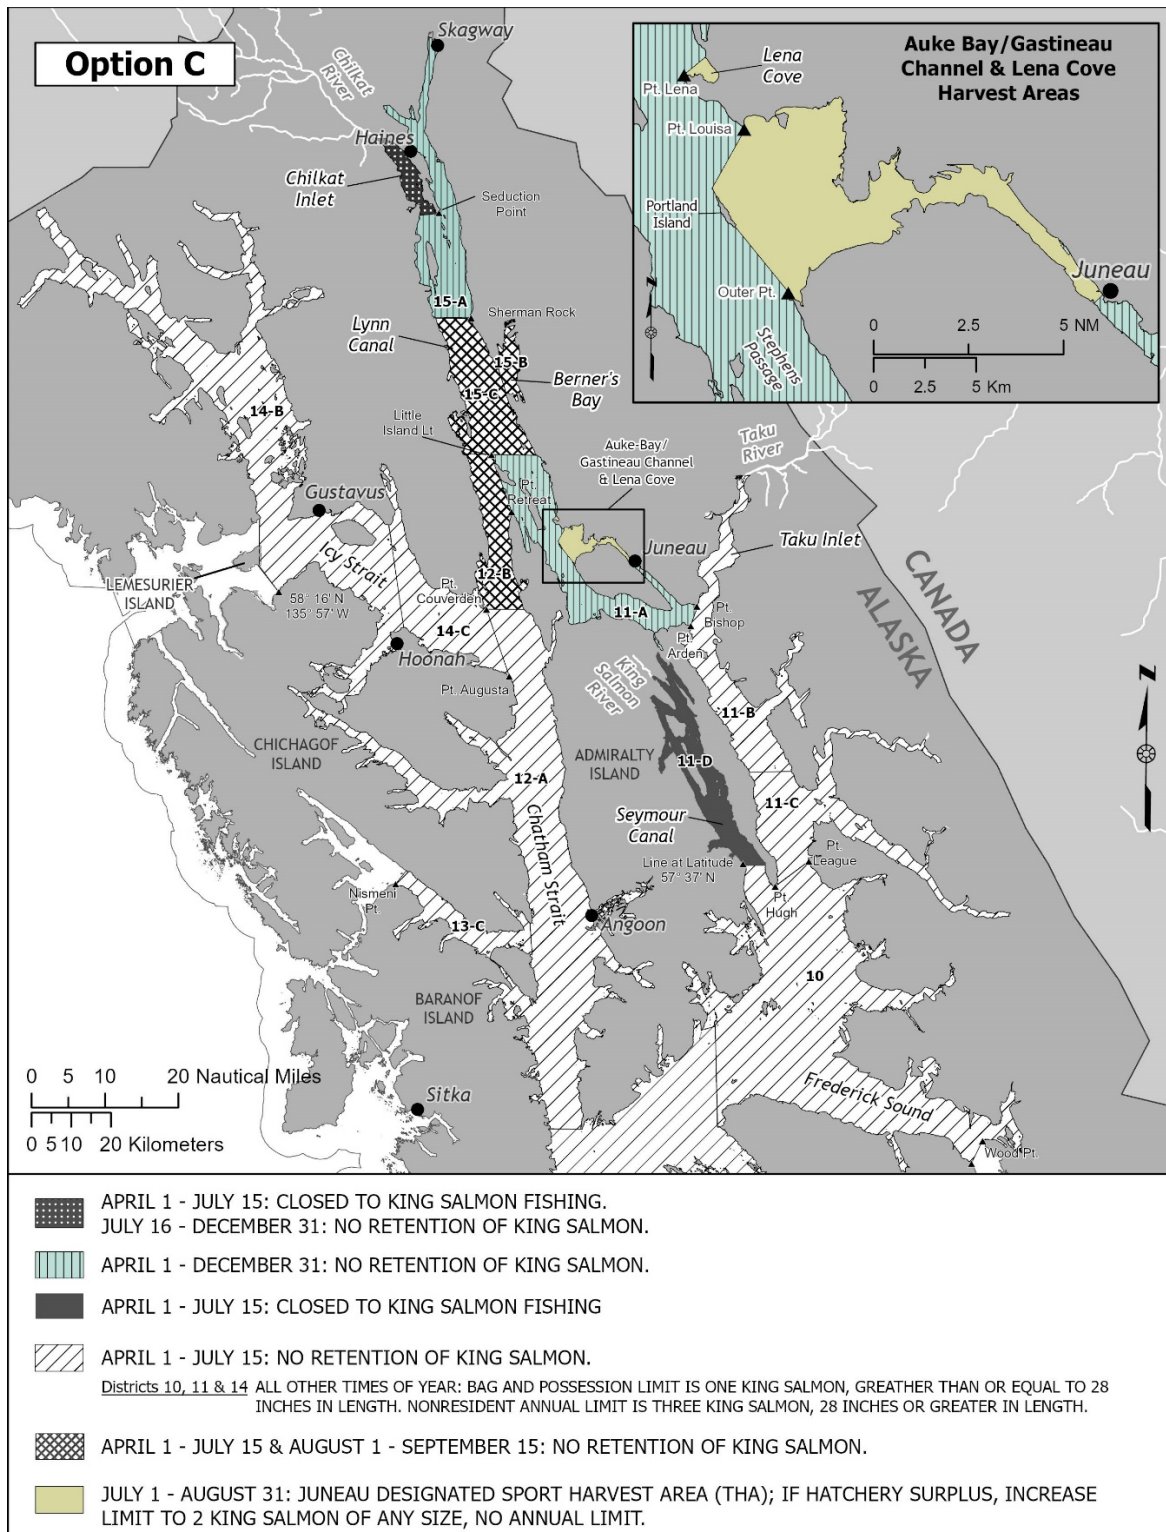 Option C
Skagway
Chilkat
River
Haines
Chilkat
Inlet
Seduction
Point
15-A
Sherman Rock
Lynn
Canal
15-B
15-C
Berner's
Bay
14-B
Little
Island Lt
Auke-Bay/
Gastineau Channel
& Lena Cove
Taku
River
Pt.
Retreat
Gustavus
Juneau
Taku Inlet
Icy Strait
LEMESURIER
ISLAND
58° 16' N
135° 57' W
12-B
Pt.
Couverden
11-A
Pt.
Bishop
Pt.
Arden
14-C
Hoonah
King
Salmon
River
CANADA
ALASKA
Pt. Augusta
11-B
CHICHAGOF
ISLAND
ADMIRALTY
ISLAND
11-D
12-A
11-C
Chatham Strait
Seymour
Canal
Line at Latitude
57° 37' N
Pt.
League
Nismeni
Pt.
Pt.
Hugh
13-C
Angoon
10
BARANOF
ISLAND
Frederick Sound
Sitka
Wood Pt.
N
0 5 10 20 Nautical Miles
0 5 10 20 Kilometers
Auke Bay/Gastineau
Channel & Lena Cove
Harvest Areas
Lena
Cove
Pt. Lena
Pt. Louisa
Portland
Island
Juneau
Outer Pt.
Stephens
Passage
N
0 2.5 5 NM
0 2.5 5 Km
APRIL 1 - JULY 15: CLOSED TO KING SALMON FISHING.
JULY 16 - DECEMBER 31: NO RETENTION OF KING SALMON.
APRIL 1 - DECEMBER 31: NO RETENTION OF KING SALMON.
APRIL 1 - JULY 15: CLOSED TO KING SALMON FISHING
APRIL 1 - JULY 15: NO RETENTION OF KING SALMON.
Districts 10, 11 & 14 ALL OTHER TIMES OF YEAR: BAG AND POSSESSION LIMIT IS ONE KING SALMON, GREATHER THAN OR EQUAL TO 28
INCHES IN LENGTH. NONRESIDENT ANNUAL LIMIT IS THREE KING SALMON, 28 INCHES OR GREATER IN LENGTH.
APRIL 1 - JULY 15 & AUGUST 1 - SEPTEMBER 15: NO RETENTION OF KING SALMON.
JULY 1 - AUGUST 31: JUNEAU DESIGNATED SPORT HARVEST AREA (THA); IF HATCHERY SURPLUS, INCREASE
LIMIT TO 2 KING SALMON OF ANY SIZE, NO ANNUAL LIMIT.